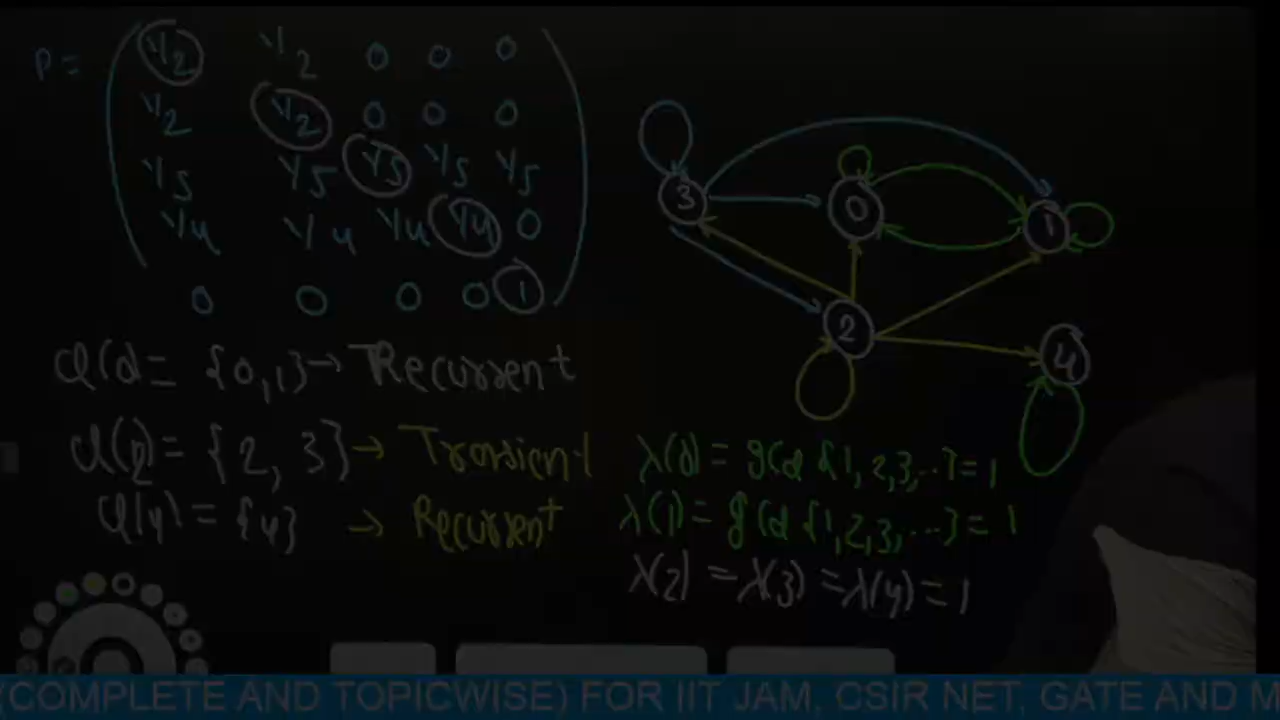 P = ( 1/2 1/2 0 0 0
1/2 1/2 0 0 0
1/5 1/5 1/5 1/5 1/5
1/4 1/4 1/4 1/4 0
0 0 0 0 1 )
3 0 1
2 4
= {0,1} → Recurrent
= {2, 3} → Transient
= {4} → Recurrent
λ(0) = gcd {1,2,3,...} = 1
λ(1) = gcd {1,2,3,...} = 1
λ(2) = λ(3) = λ(4) = 1
(COMPLETE AND TOPICWISE) FOR IIT JAM, CSIR NET, GATE AND M